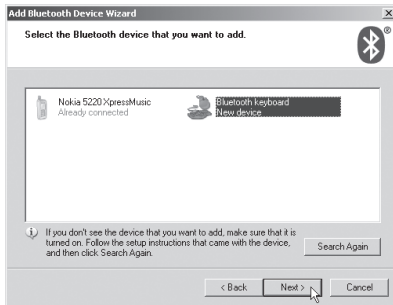 Add Bluetooth Device Wizard
Select the Bluetooth device that you want to add.
Nokia 5220 XpressMusic
Already connected
Bluetooth keyboard
New device
If you don't see the device that you want to add, make sure that it is
turned on. Follow the setup instructions that came with the device,
and then click Search Again.
Search Again
< Back
Next >
Cancel